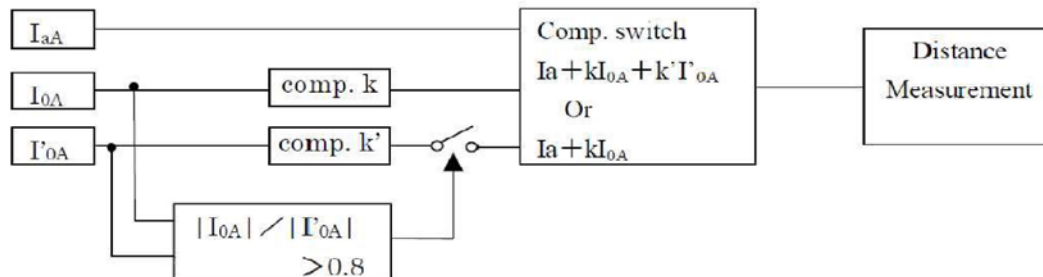 IaA
I0A
I'0A
comp. k
comp. k'
|I0A|／|I'0A|
＞0.8
Comp. switch
Ia＋kI0A＋k'I'0A
Or
Ia＋kI0A
Distance
Measurement